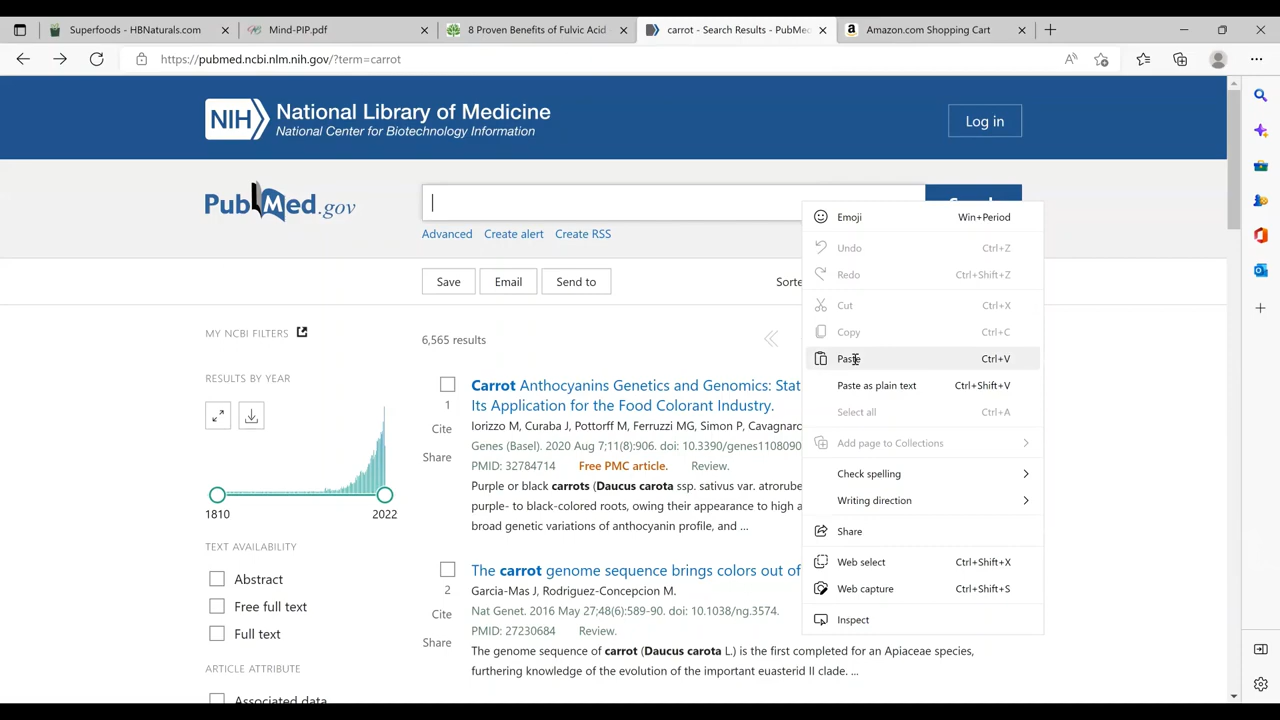 Superfoods - HBNaturals.com
Mind-PIP.pdf
8 Proven Benefits of Fulvic Acid
carrot - Search Results - PubMe
Amazon.com Shopping Cart
https://pubmed.ncbi.nlm.nih.gov/?term=carrot
NIH National Library of Medicine
National Center for Biotechnology Information
Log in
PubMed.gov
Advanced Create alert Create RSS
Save Email Send to Sorte
MY NCBI FILTERS
6,565 results
RESULTS BY YEAR
1810 2022
TEXT AVAILABILITY
Abstract
Free full text
Full text
ARTICLE ATTRIBUTE
Associated data
1
Cite
Share
Carrot Anthocyanins Genetics and Genomics: Stat
Its Application for the Food Colorant Industry.
Iorizzo M, Curaba J, Pottorff M, Ferruzzi MG, Simon P, Cavagnaro
Genes (Basel). 2020 Aug 7;11(8):906. doi: 10.3390/genes1108090
PMID: 32784714 Free PMC article. Review.
Purple or black carrots (Daucus carota ssp. sativus var. atrorube
purple- to black-colored roots, owing their appearance to high a
broad genetic variations of anthocyanin profile, and ...
2
Cite
Share
The carrot genome sequence brings colors out of
Garcia-Mas J, Rodriguez-Concepcion M.
Nat Genet. 2016 May 27;48(6):589-90. doi: 10.1038/ng.3574.
PMID: 27230684 Review.
The genome sequence of carrot (Daucus carota L.) is the first completed for an Apiaceae species,
furthering knowledge of the evolution of the important euasterid II clade. ...
Emoji Win+Period
Undo Ctrl+Z
Redo Ctrl+Shift+Z
Cut Ctrl+X
Copy Ctrl+C
Paste Ctrl+V
Paste as plain text Ctrl+Shift+V
Select all Ctrl+A
Add page to Collections
Check spelling
Writing direction
Share
Web select Ctrl+Shift+X
Web capture Ctrl+Shift+S
Inspect